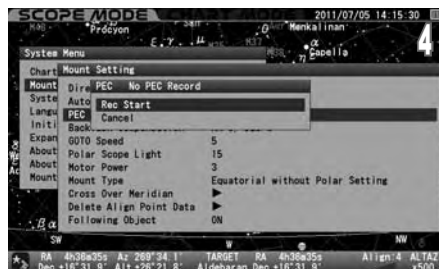 SCOPE MODE 2011/07/05 14:15:30
Procyon Menkalinan
4
α
Capella
η
System Menu
Chart Mount Setting
Mount Dire PEC No PEC Record
Syste Auto Rec Start
Langu PEC Cancel
Initi Back
Expan GOTO Speed 5
About Polar Scope Light 15
About Motor Power 3
Mount Mount Type Equatorial without Polar Setting
Cross Over Meridian ▶
Delete Align Point Data ▶
Following Object ON
β α
SW W NW
RA 4h36m35s Az 269°34.1' TARGET RA 4h36m35s Align:4 ALTAZ
Dec +16°31.9' Alt +26°21.8' Aldebaran Dec +16°31.9' x500